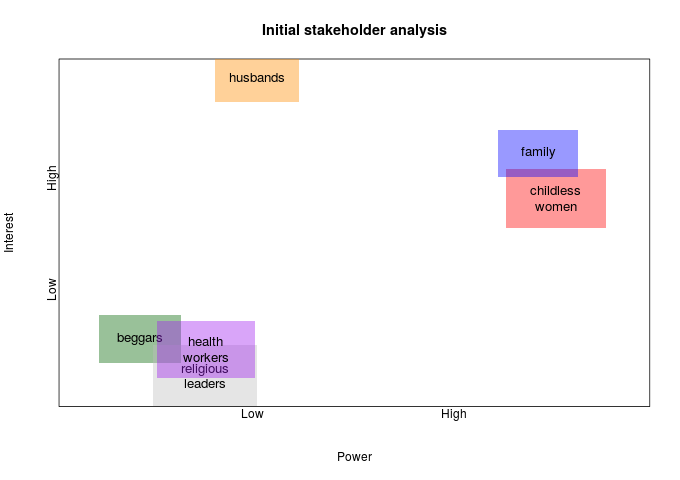 Initial stakeholder analysis
husbands
family
childless
women
High
Interest
Low
beggars
health
workers
religious
leaders
Low
High
Power